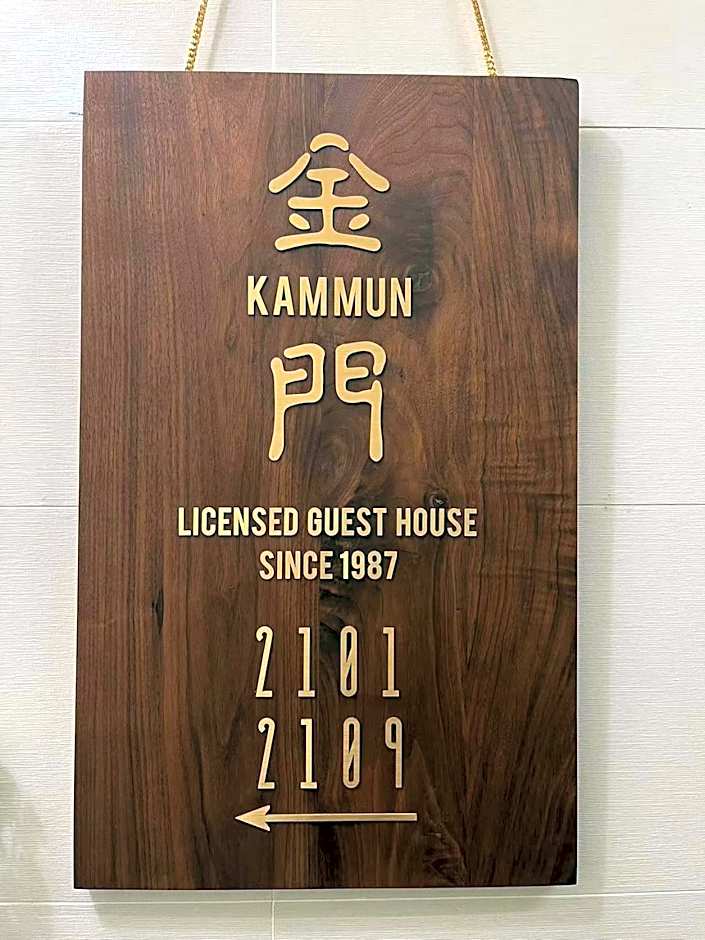 金
KAMMUN
門
LICENSED GUEST HOUSE
SINCE 1987
2101
2109